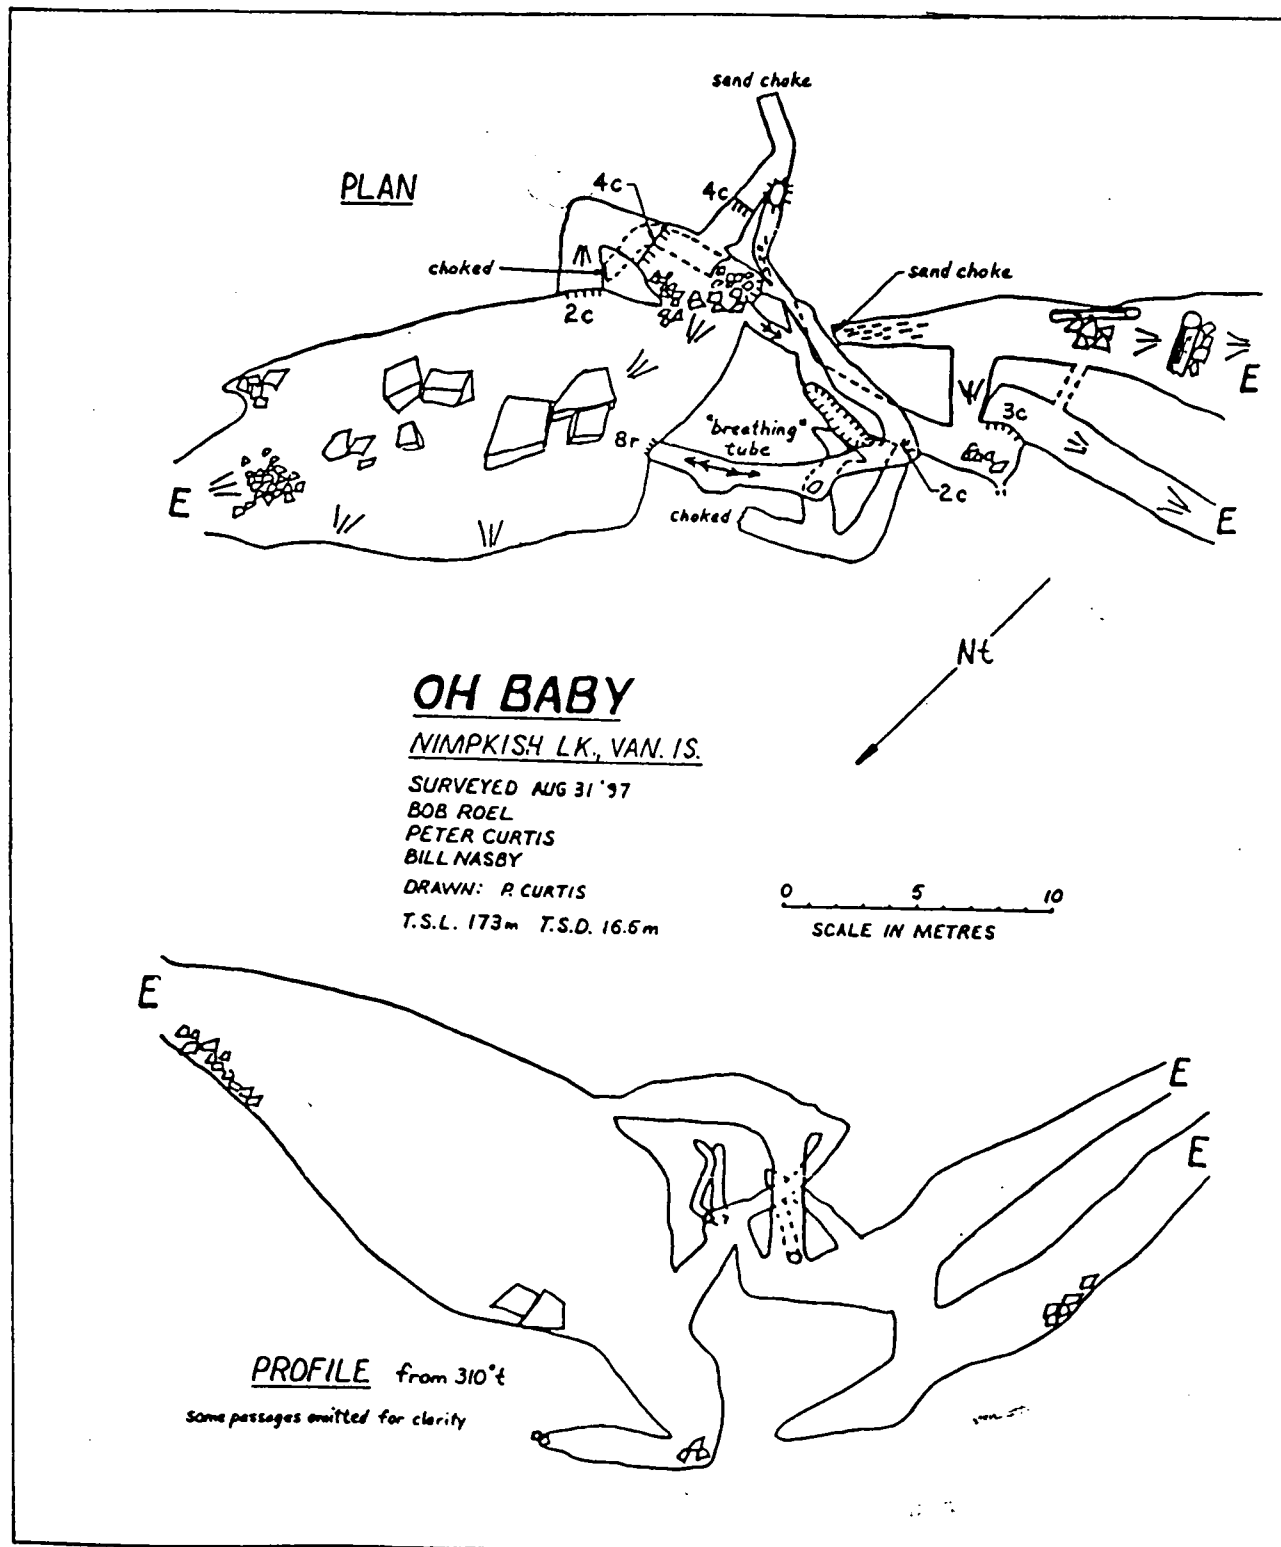 sand choke
PLAN
4c
4c
choked
sand choke
2c
E
3c
8r
"breathing"
tube
E
2c
choked
E
Nt
OH BABY
NIMPKISH LK., VAN. IS.
SURVEYED AUG 31 '97
BOB ROEL
PETER CURTIS
BILL NASBY
DRAWN: P. CURTIS
T.S.L. 173m T.S.D. 16.5m
0 5 10
SCALE IN METRES
E
E
E
PROFILE from 310°t
some passages omitted for clarity